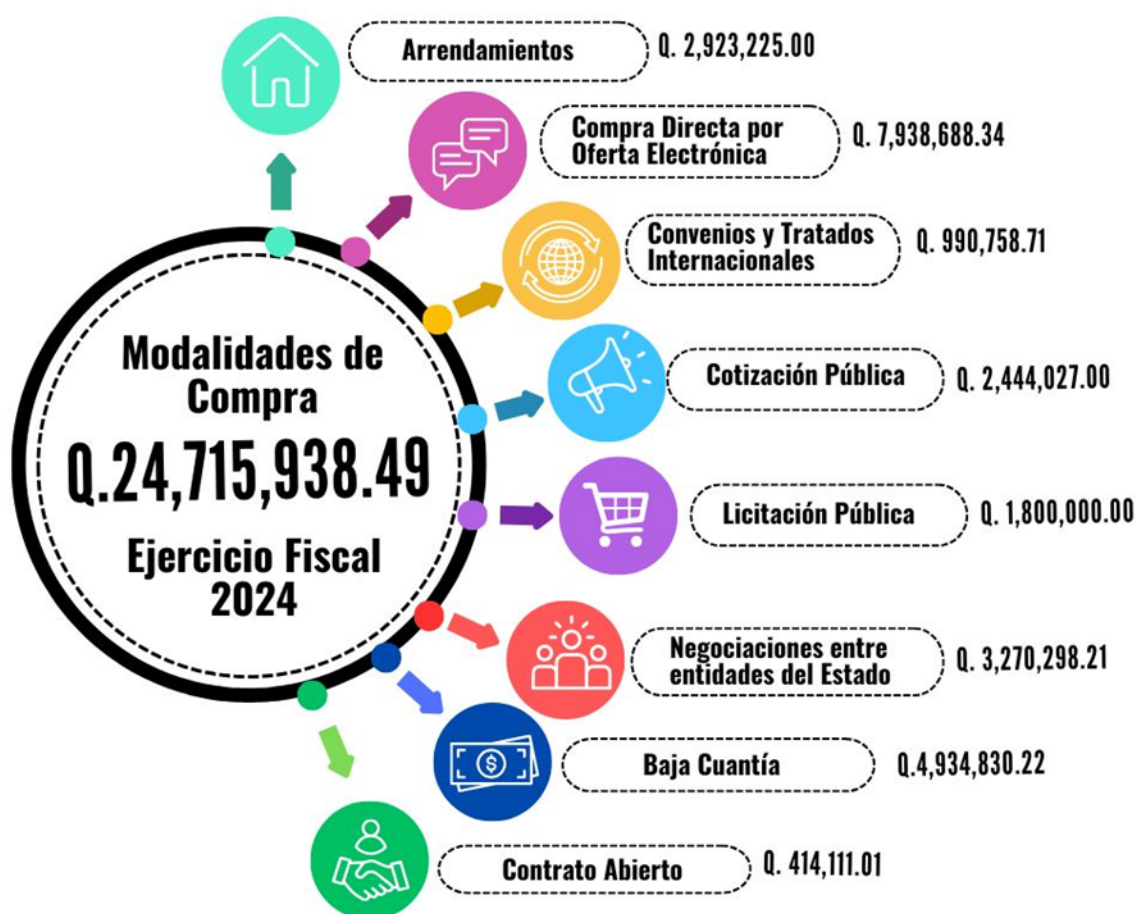 Arrendamientos
Q. 2,923,225.00
Compra Directa por
Oferta Electrónica
Q. 7,938,688.34
Convenios y Tratados
Internacionales
Q. 990,758.71
Modalidades de
Compra
Q.24,715,938.49
Ejercicio Fiscal
2024
Cotización Pública
Q. 2,444,027.00
Licitación Pública
Q. 1,800,000.00
Negociaciones entre
entidades del Estado
Q. 3,270,298.21
$
Baja Cuantía
Q.4,934,830.22
Contrato Abierto
Q. 414,111.01